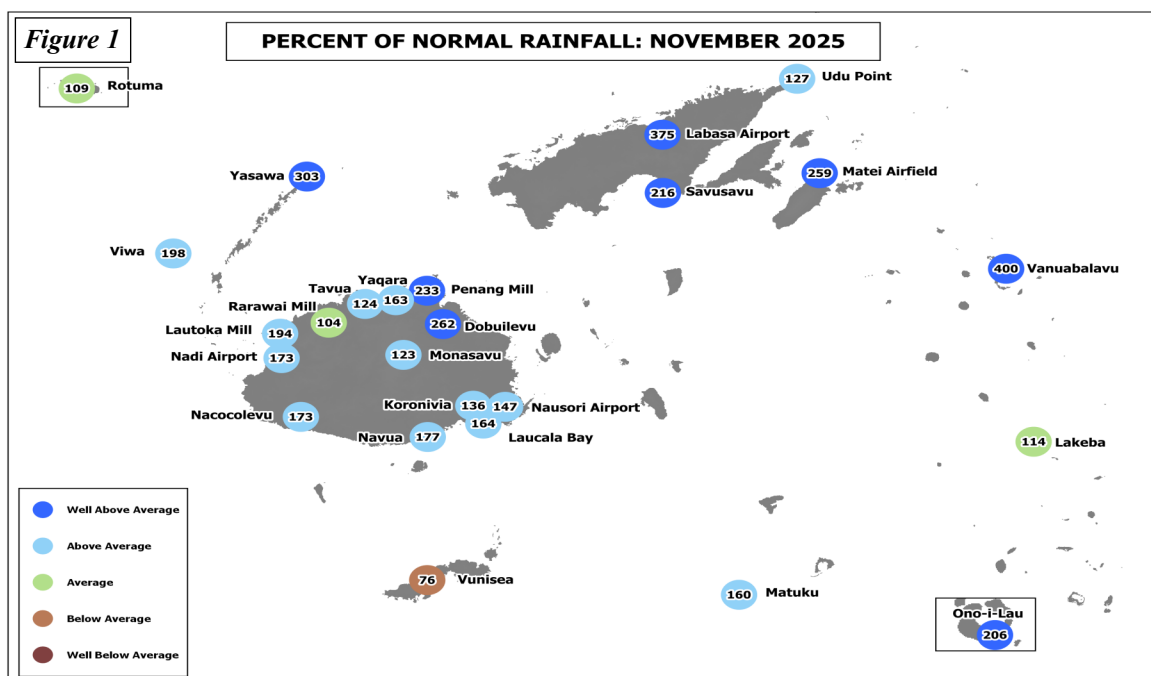 Figure 1
PERCENT OF NORMAL RAINFALL: NOVEMBER 2025
109 Rotuma
127 Udu Point
375 Labasa Airport
259 Matei Airfield
Yasawa 303
216 Savusavu
Viwa 198
400 Vanuabalavu
Yaqara 163
233 Penang Mill
Tavua 124
Rarawai Mill 104
262 Dobuilevu
Lautoka Mill 194
Nadi Airport 173
123 Monasavu
Koronivia 136
147 Nausori Airport
Nacocolevu 173
164 Laucala Bay
Navua 177
114 Lakeba
Well Above Average
Above Average
Average
Below Average
Well Below Average
76 Vunisea
160 Matuku
Ono-i-Lau
206